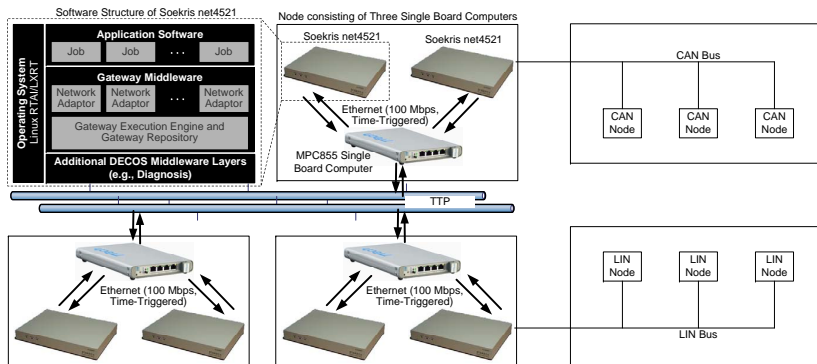 Software Structure of Soekris net4521
Node consisting of Three Single Board Computers
Operating System
Linux RTAI/LXRT
Application Software
Job
Job
. . .
Job
Gateway Middleware
Network
Adaptor
Network
Adaptor
. . .
Network
Adaptor
Gateway Execution Engine and
Gateway Repository
Additional DECOS Middleware Layers
(e.g., Diagnosis)
Soekris net4521
Soekris net4521
Ethernet (100 Mbps,
Time-Triggered)
MPC855 Single
Board Computer
CAN Bus
CAN
Node
CAN
Node
CAN
Node
TTP
Ethernet (100 Mbps,
Time-Triggered)
Ethernet (100 Mbps,
Time-Triggered)
LIN
Node
LIN
Node
LIN
Node
LIN Bus